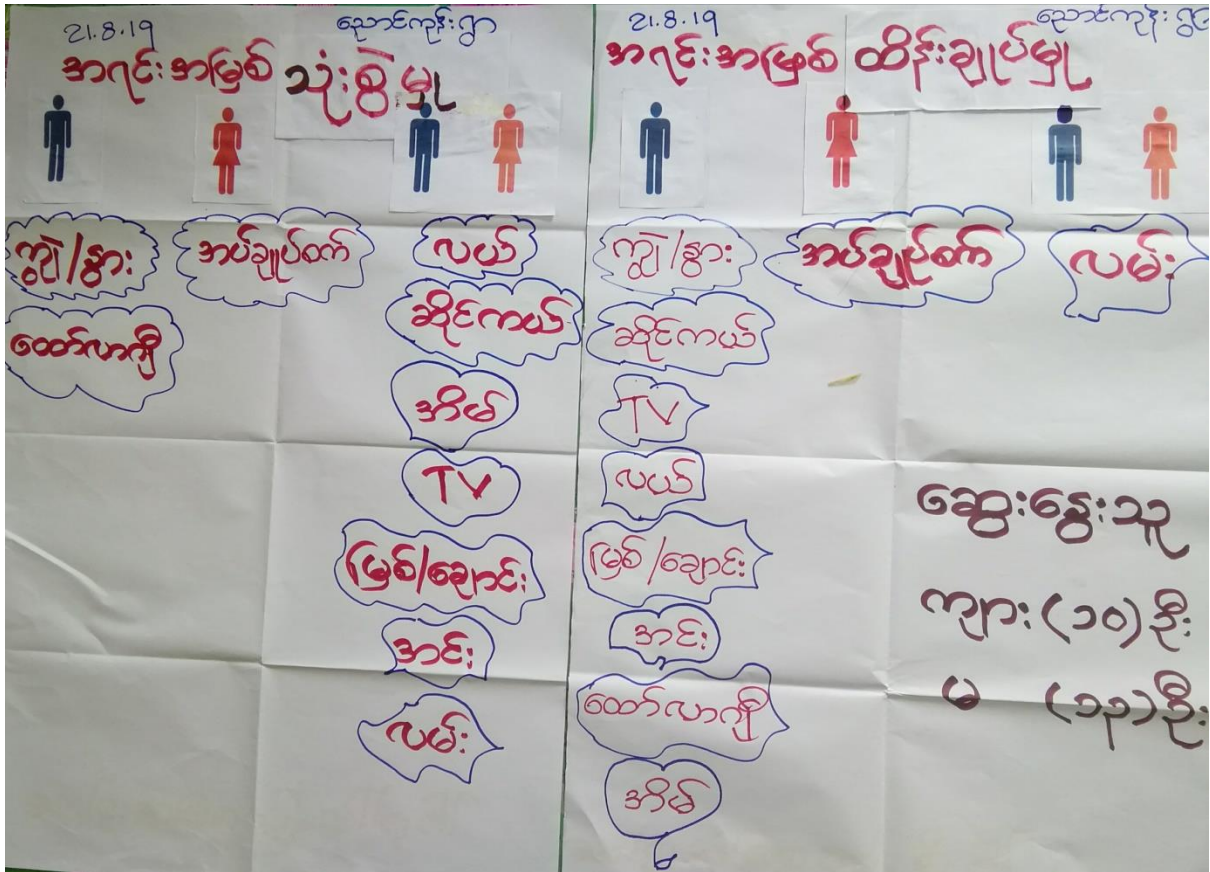 21.8.19 ညောင်ကုန်းရွာ
အရင်းအမြစ် သုံးစွဲမှု
ကျွဲ/နွား အပ်ချုပ်စက် လယ်
ထော်လာဂျီ ဆိုင်ကယ်
အိမ်
TV
မြစ်/ချောင်း
အင်း
လမ်း
21.8.19 ညောင်ကုန်း
အရင်းအမြစ် ထိန်းချုပ်မှု
ကျွဲ/နွား အပ်ချုပ်စက် လမ်း
ဆိုင်ကယ်
TV
လယ်
မြစ်/ချောင်း
အင်း
ထော်လာဂျီ
အိမ်
ဆွေးနွေးသူ
ကျား (၁၀) ဦး
မ (၁၃) ဦး